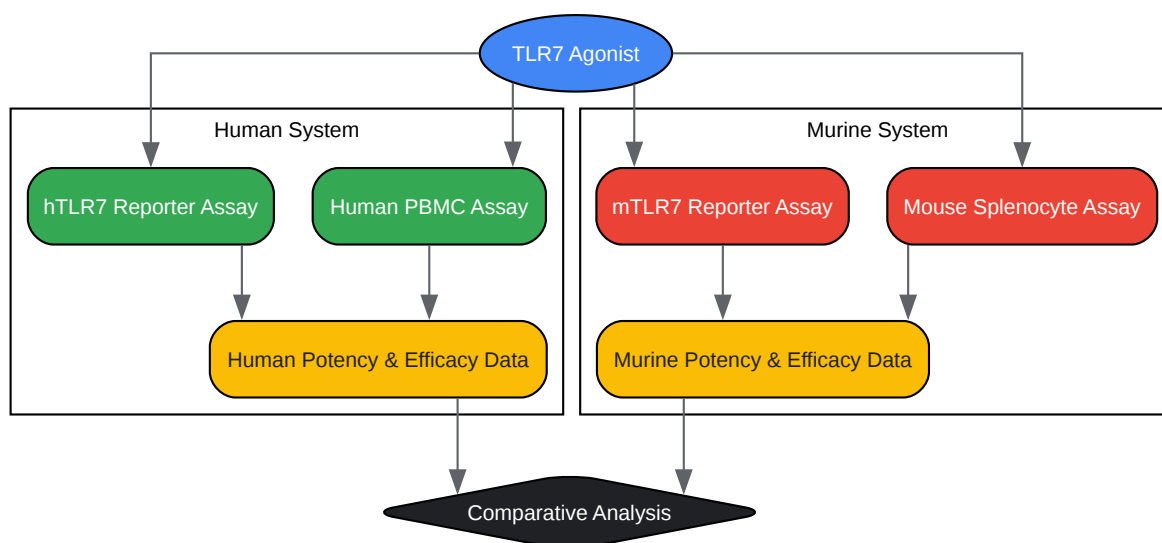 TLR7 Agonist
Human System
Murine System
hTLR7 Reporter Assay
Human PBMC Assay
mTLR7 Reporter Assay
Mouse Splenocyte Assay
Human Potency & Efficacy Data
Murine Potency & Efficacy Data
Comparative Analysis